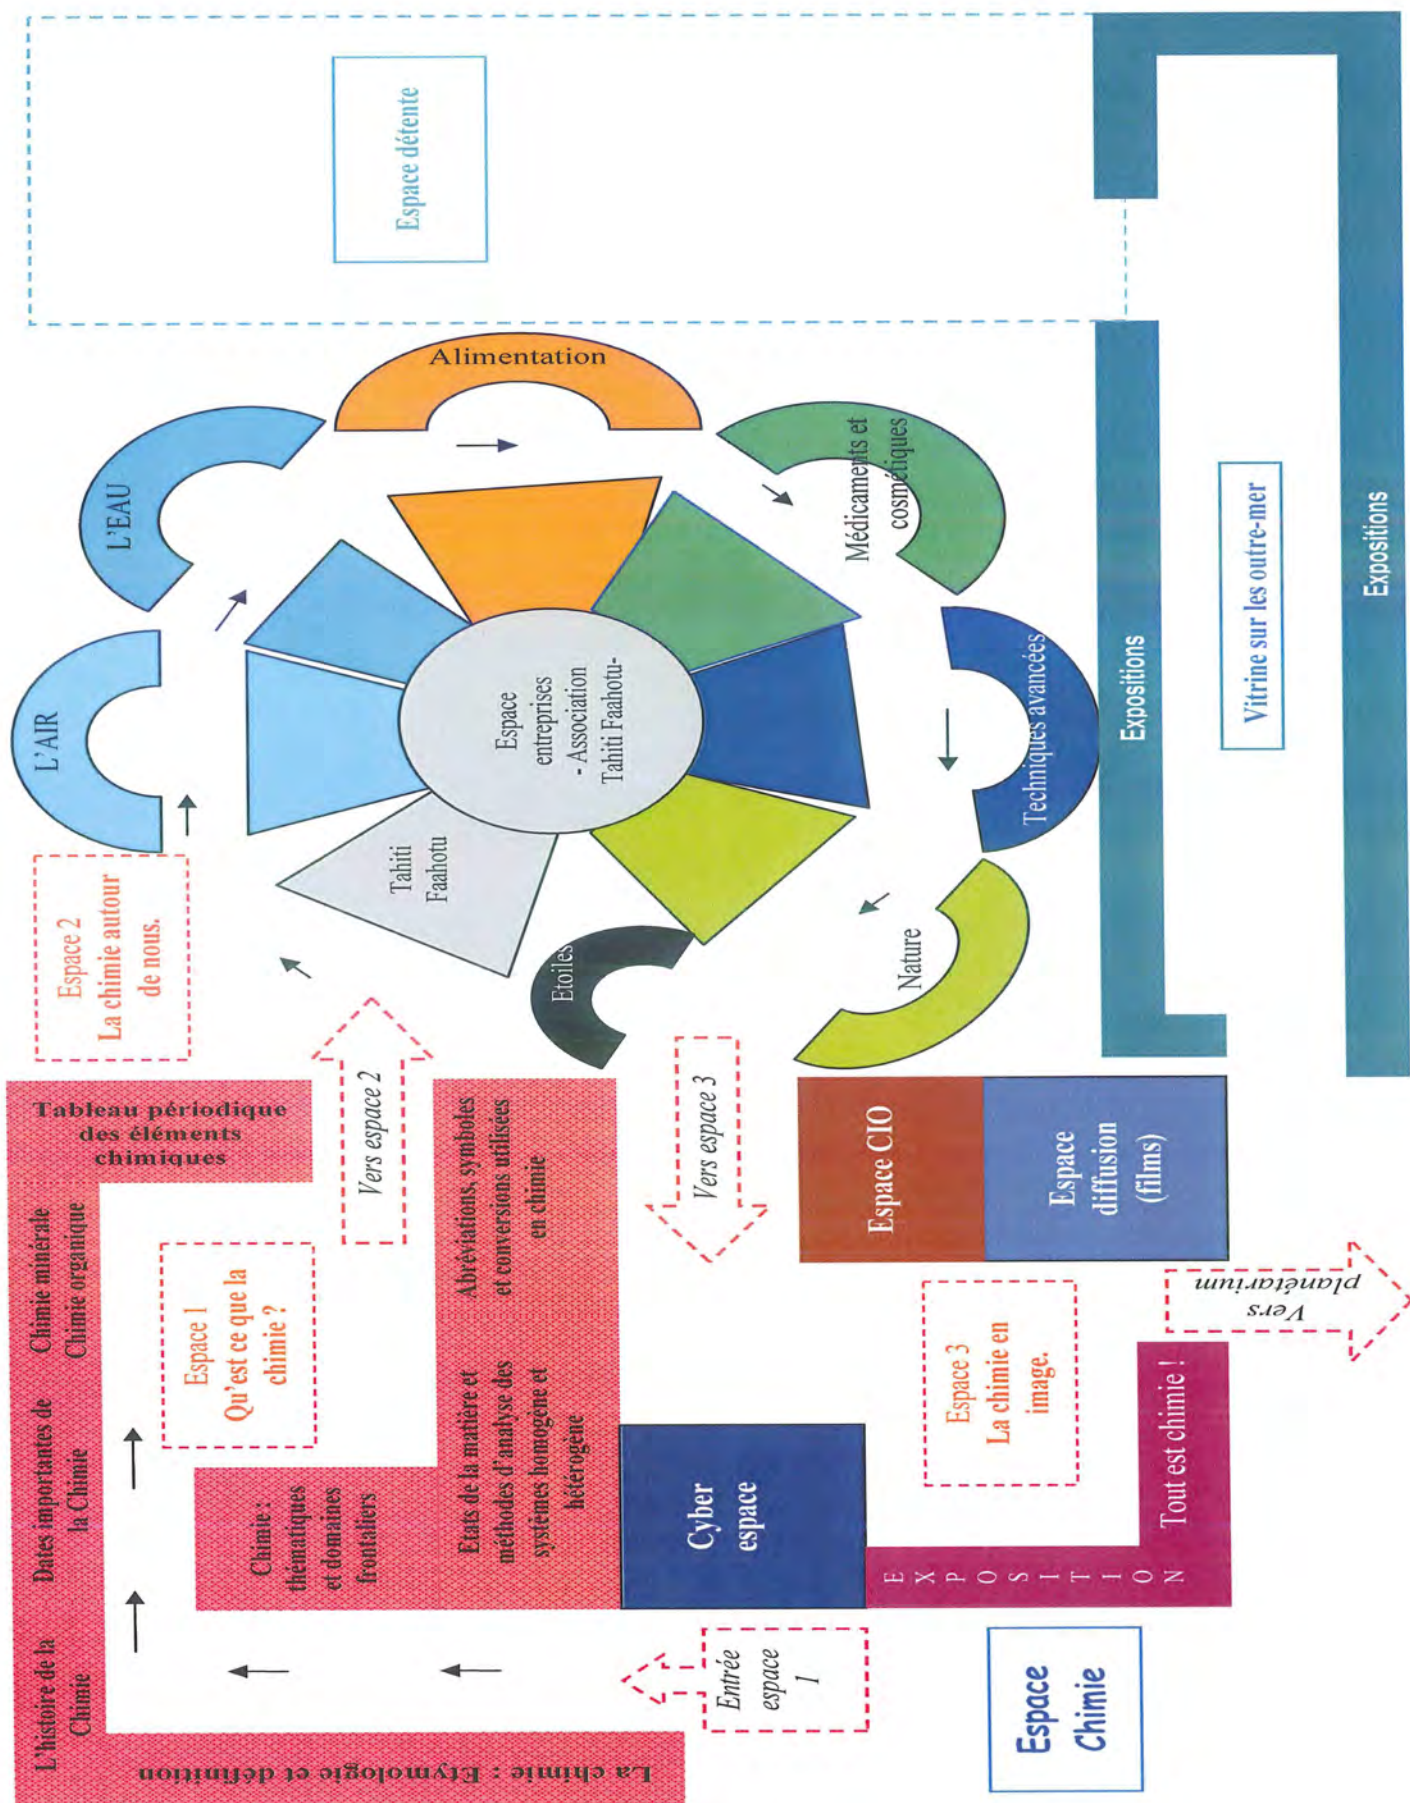 L'histoire de la
Chimie
Dates importantes de
la Chimie
Chimie minérale
Chimie organique
Tableau périodique
des éléments
chimiques
La chimie : Etymologie et définition
Espace 1
Qu'est ce que la
chimie ?
Chimie :
thématiques
et domaines
frontaliers
Etats de la matière et
méthodes d'analyse des
systèmes homogène et
hétérogène
Abréviations, symboles
et conversions utilisées
en chimie
Entrée
espace
1
Vers espace 2
Espace 2
La chimie autour
de nous.
L'AIR
L'EAU
Alimentation
Médicaments et
cosmétiques
Techniques avancées
Nature
Etoiles
Tahiti
Faahotu
Espace
entreprises
- Association
Tahiti Faahotu-
Vers espace 3
Cyber
espace
Espace CIO
Espace
diffusion
(films)
Espace 3
La chimie en
image.
E
X
P
O
S
I
T
I
O
N
Tout est chimie !
Vers
planétarium
Espace
Chimie
Espace détente
Expositions
Vitrine sur les outre-mer
Expositions